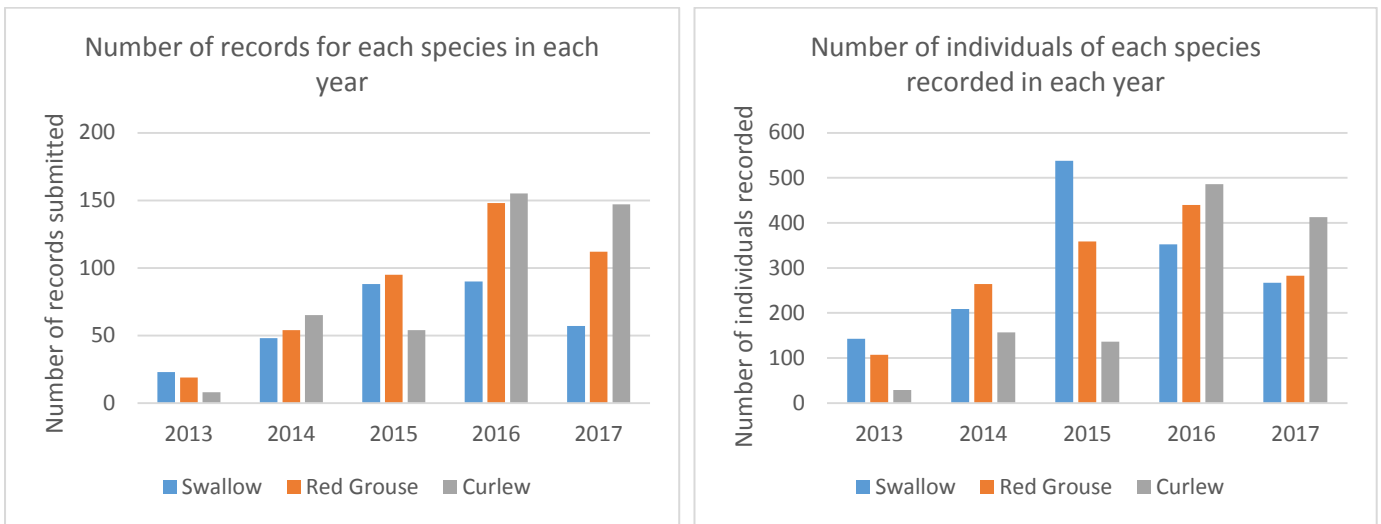 Number of records for each species in each
year
Number of records submitted
200
150
100
50
0
2013 2014 2015 2016 2017
Swallow Red Grouse Curlew
Number of individuals of each species
recorded in each year
Number of individuals recorded
600
500
400
300
200
100
0
2013 2014 2015 2016 2017
Swallow Red Grouse Curlew